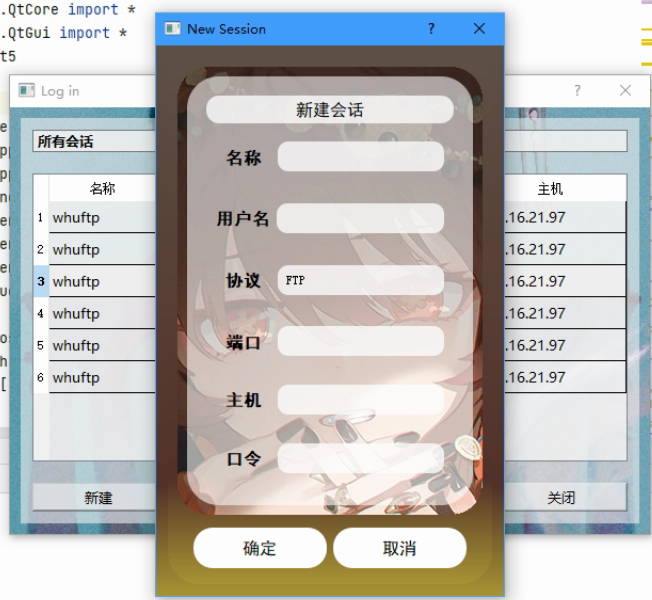 .QtCore import *
.QtGui import *
t5
New Session
Log in
所有会话
名称
主机
1 whuftp .16.21.97
2 whuftp .16.21.97
3 whuftp .16.21.97
4 whuftp .16.21.97
5 whuftp .16.21.97
6 whuftp .16.21.97
新建
关闭
新建会话
名称
用户名
协议 FTP
端口
主机
口令
确定
取消